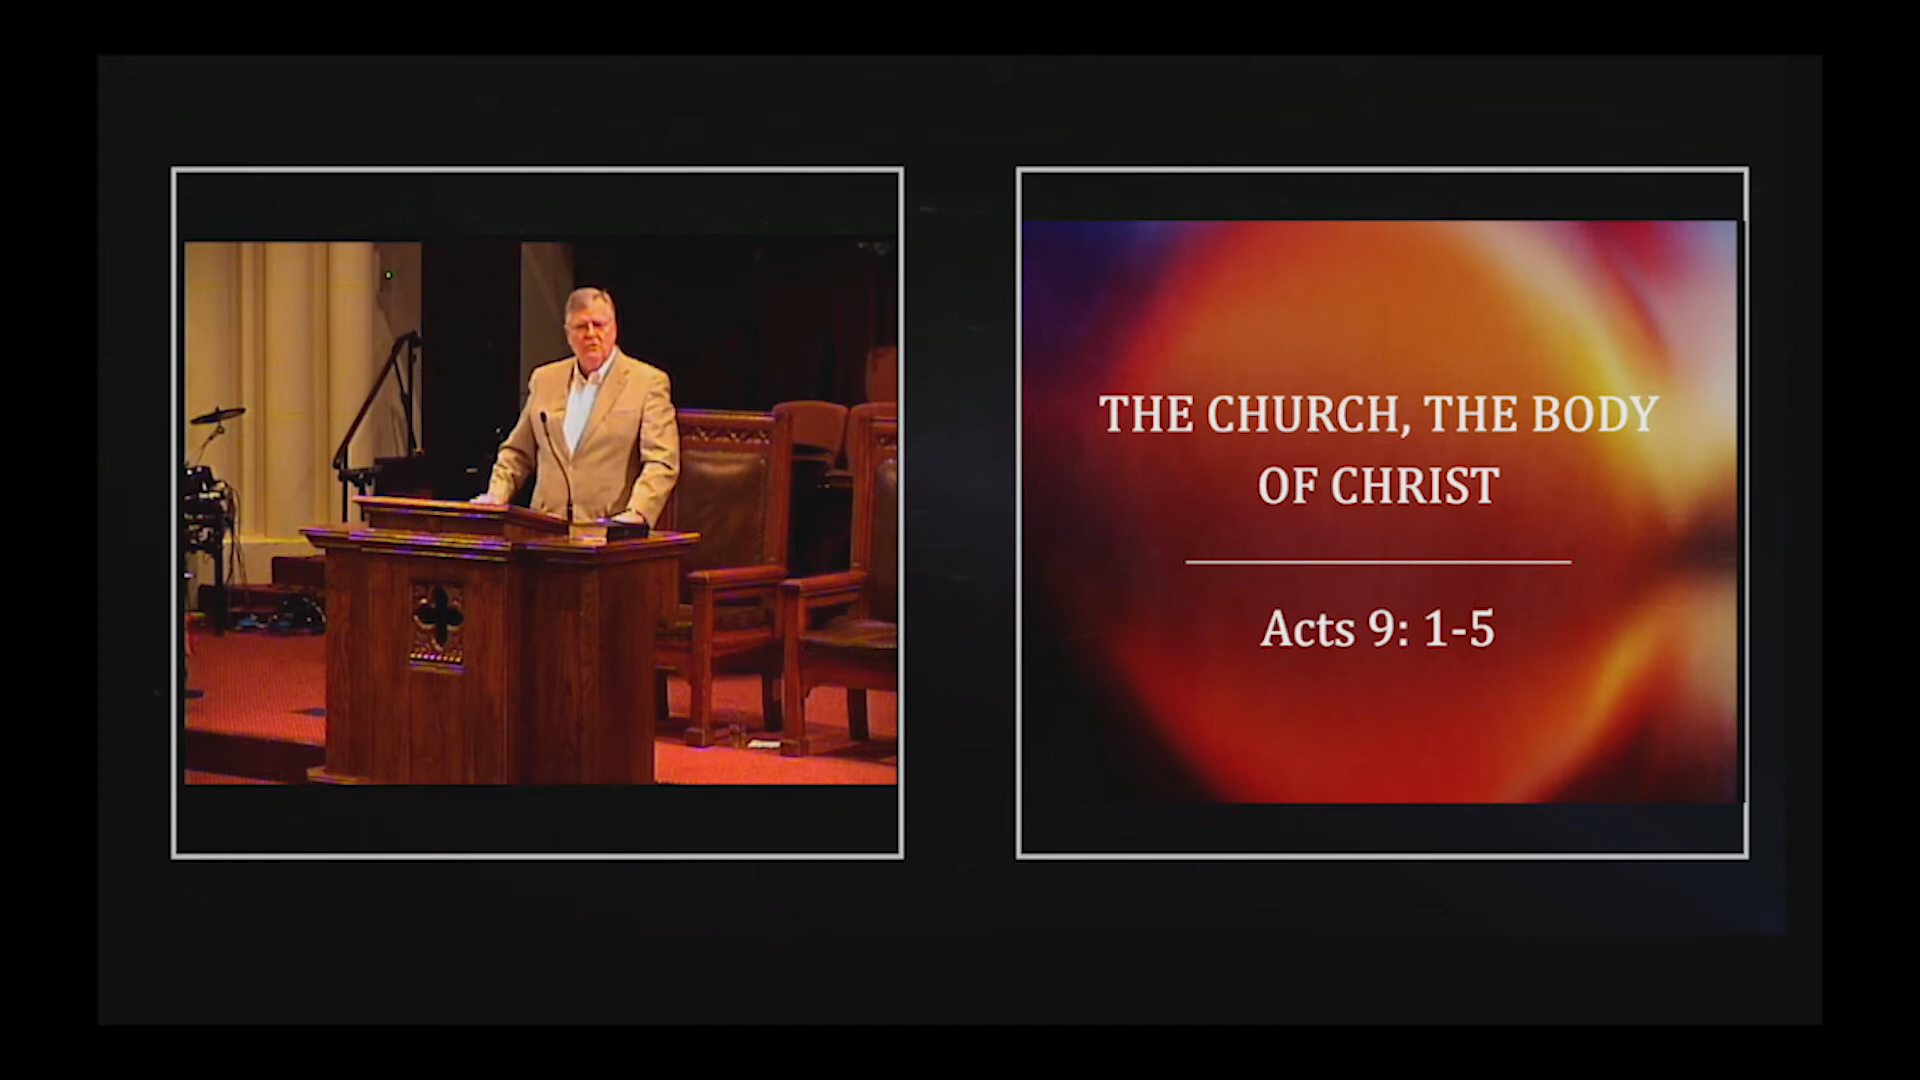 THE CHURCH, THE BODY
OF CHRIST
Acts 9: 1-5